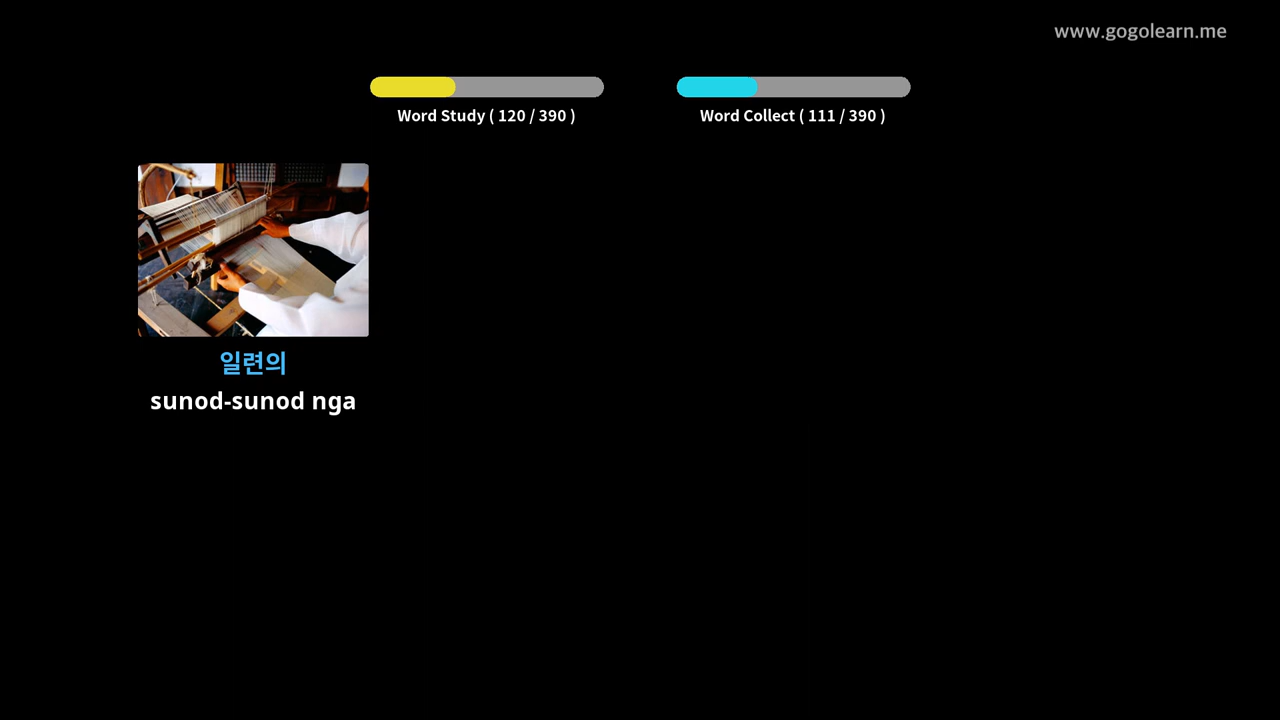 www.gogolearn.me
Word Study ( 120 / 390 )
Word Collect ( 111 / 390 )
일련의
sunod-sunod nga